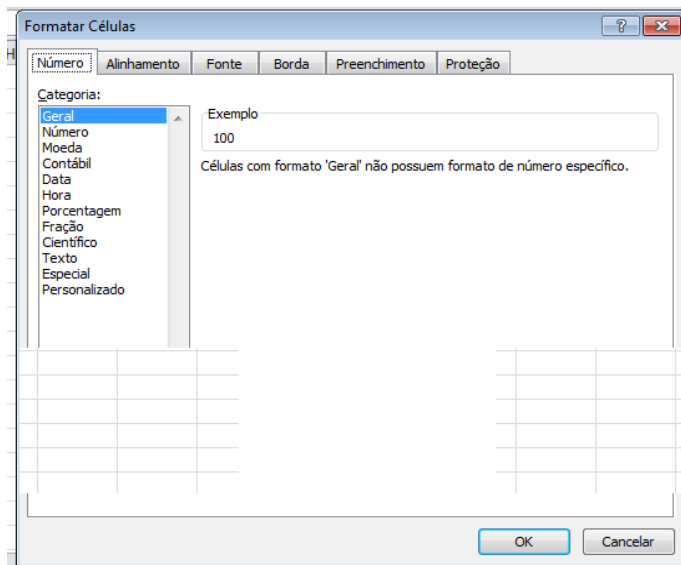 Formatar Células
H
Número Alinhamento Fonte Borda Preenchimento Proteção
Categoria:
Geral
Número
Moeda
Contábil
Data
Hora
Porcentagem
Fração
Científico
Texto
Especial
Personalizado
Exemplo
100
Células com formato 'Geral' não possuem formato de número específico.
OK Cancelar